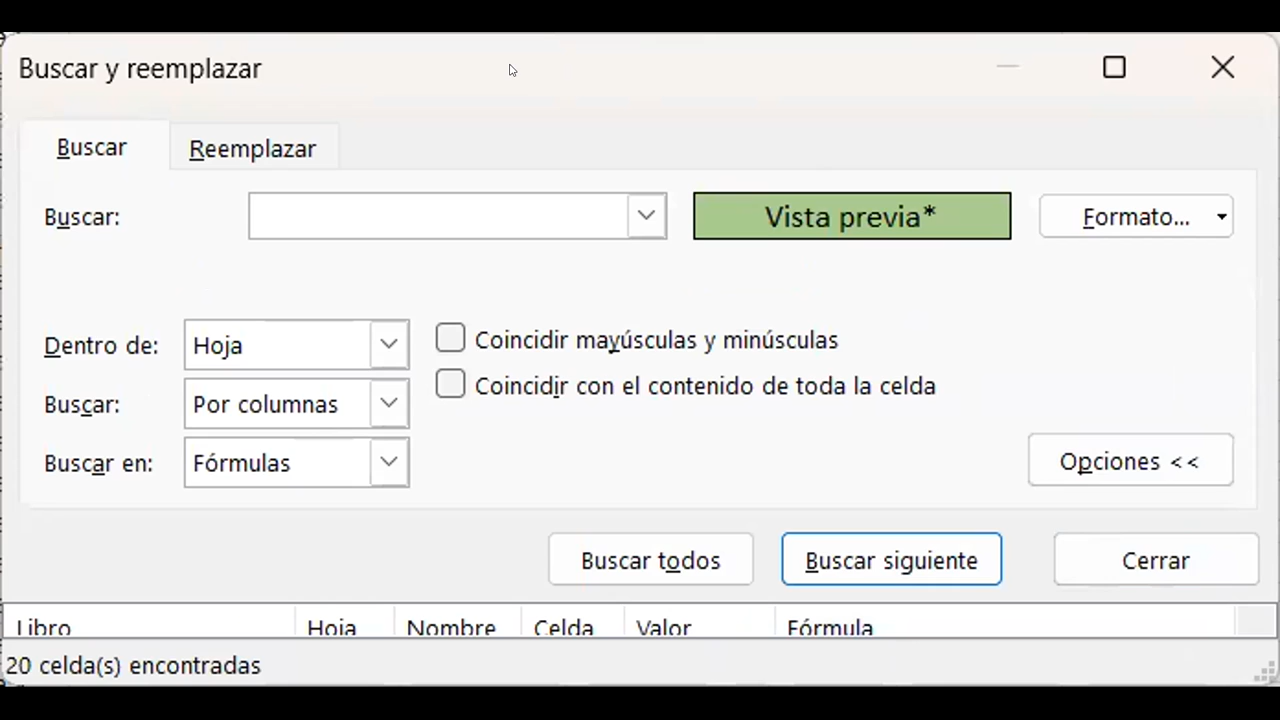 Buscar y reemplazar
Buscar Reemplazar
Buscar: Vista previa* Formato...
Dentro de: Hoja Coincidir mayúsculas y minúsculas
Coincidir con el contenido de toda la celda
Buscar: Por columnas
Buscar en: Fórmulas
Opciones <<
Buscar todos Buscar siguiente Cerrar
Libro Hoja Nombre Celda Valor Fórmula
20 celda(s) encontradas